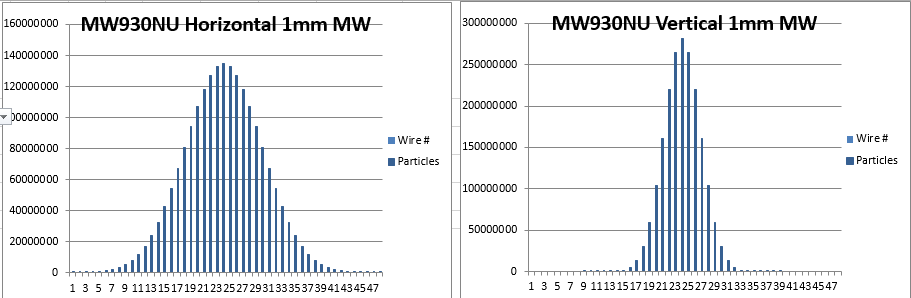 MW930NU Horizontal 1mm MW
160000000
140000000
120000000
100000000
80000000
60000000
40000000
20000000
0
1 3 5 7 9 11 13 15 17 19 21 23 25 27 29 31 33 35 37 39 41 43 45 47
Wire #
Particles
MW930NU Vertical 1mm MW
300000000
250000000
200000000
150000000
100000000
50000000
0
1 3 5 7 9 11 13 15 17 19 21 23 25 27 29 31 33 35 37 39 41 43 45 47
Wire #
Particles